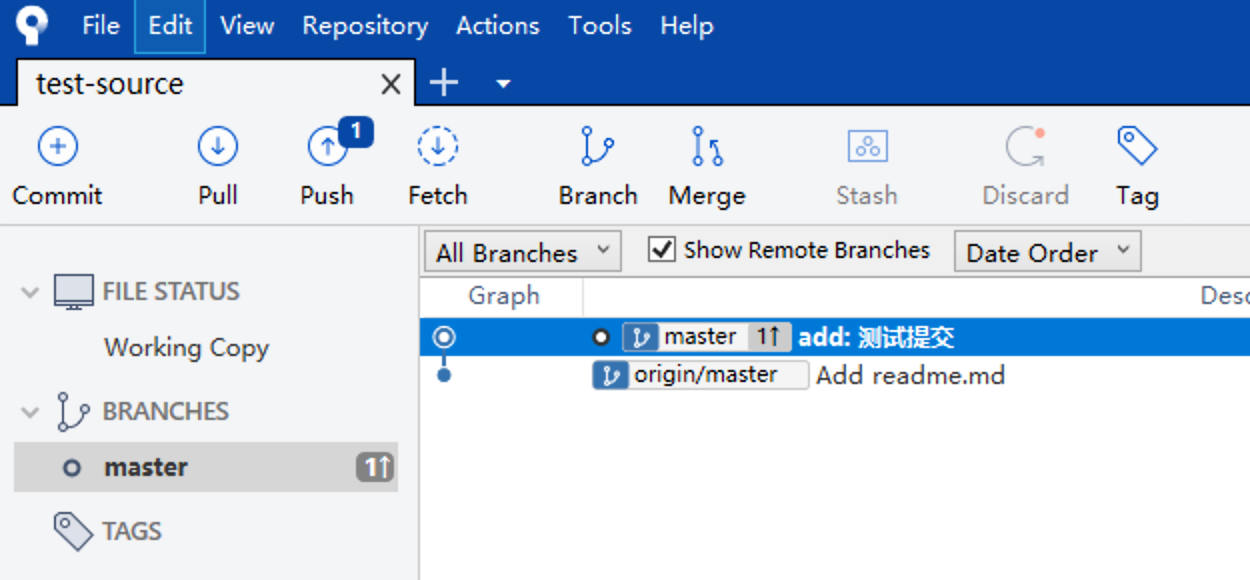 File Edit View Repository Actions Tools Help
test-source
1
Commit Pull Push Fetch Branch Merge Stash Discard Tag
All Branches Show Remote Branches Date Order
FILE STATUS
Working Copy
BRANCHES
master 1↑
TAGS
Graph
master 1↑ add: 测试提交
origin/master Add readme.md